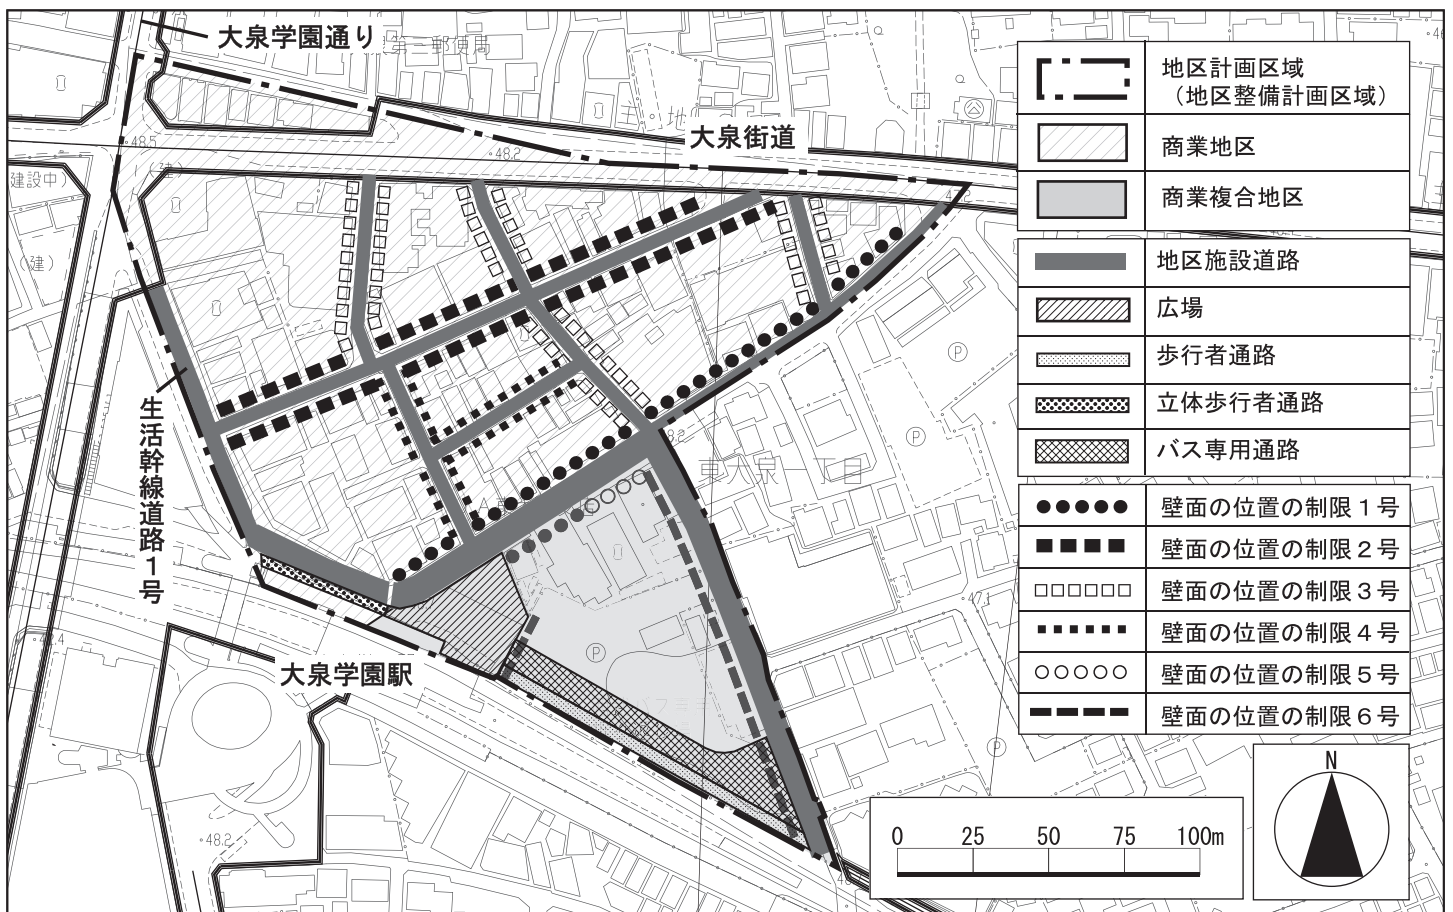 大泉学園通り
第二郵便局
大泉街道
48.5
48.2
建設中）
（建）
（建）
生活幹線道路1号
東大泉一丁目
47.1
大泉学園駅
48.2
P
P
P
P
地区計画区域
（地区整備計画区域）
商業地区
商業複合地区
地区施設道路
広場
歩行者通路
立体歩行者通路
バス専用通路
壁面の位置の制限1号
壁面の位置の制限2号
壁面の位置の制限3号
壁面の位置の制限4号
壁面の位置の制限5号
壁面の位置の制限6号
0 25 50 75 100m
N